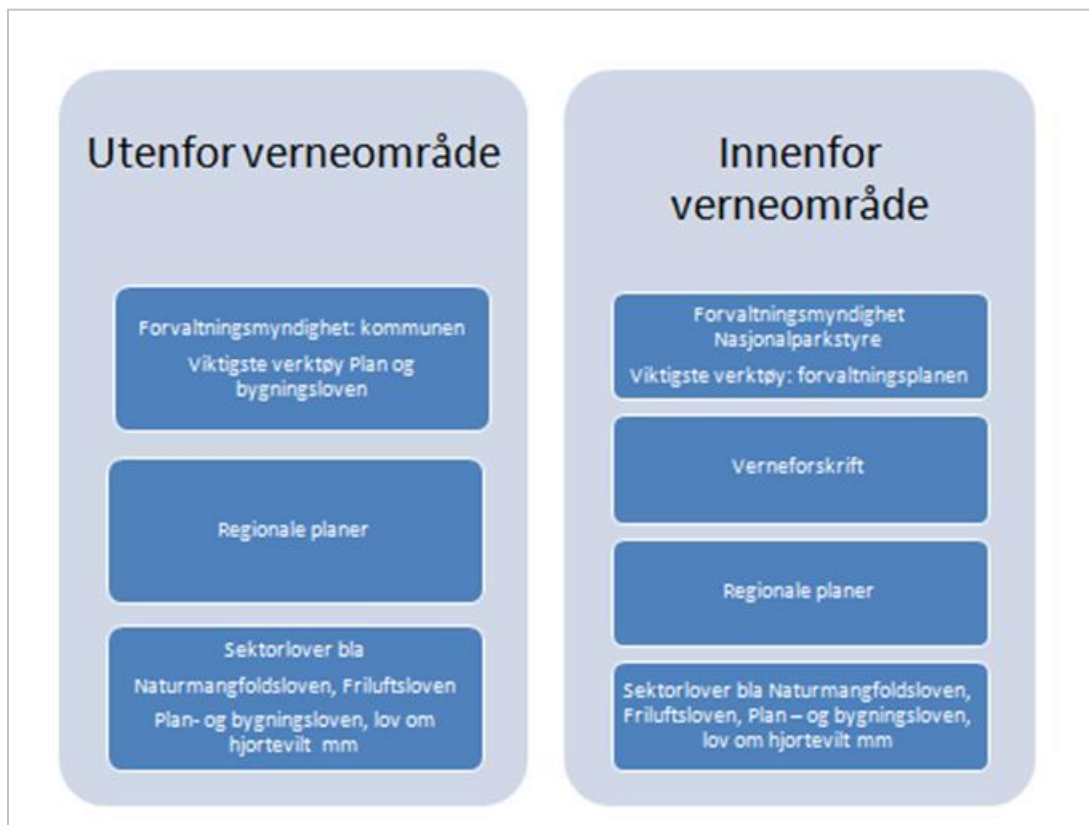 Utenfor verneområde
Forvaltningsmyndighet: kommunen
Viktigste verktøy Plan og
bygningsloven
Regionale planer
Sektorlover bla
Naturmangfoldsloven, Friluftsloven
Plan- og bygningsloven, lov om
hjortevilt mm
Innenfor
verneområde
Forvaltningsmyndighet
Nasjonalparkstyre
Viktigste verktøy: forvaltningsplanen
Verneforskrift
Regionale planer
Sektorlover bla Naturmangfoldsloven,
Friluftsloven, Plan – og bygningsloven,
lov om hjortevilt mm